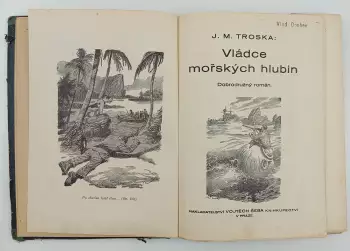 J. M. TROSKA:
Vládce
mořských hlubin
Dobrodružný román.
NAKLADATELSTVÍ VOJTĚCH ŠEBA KNIHKUPECTVÍ
V PRAZE